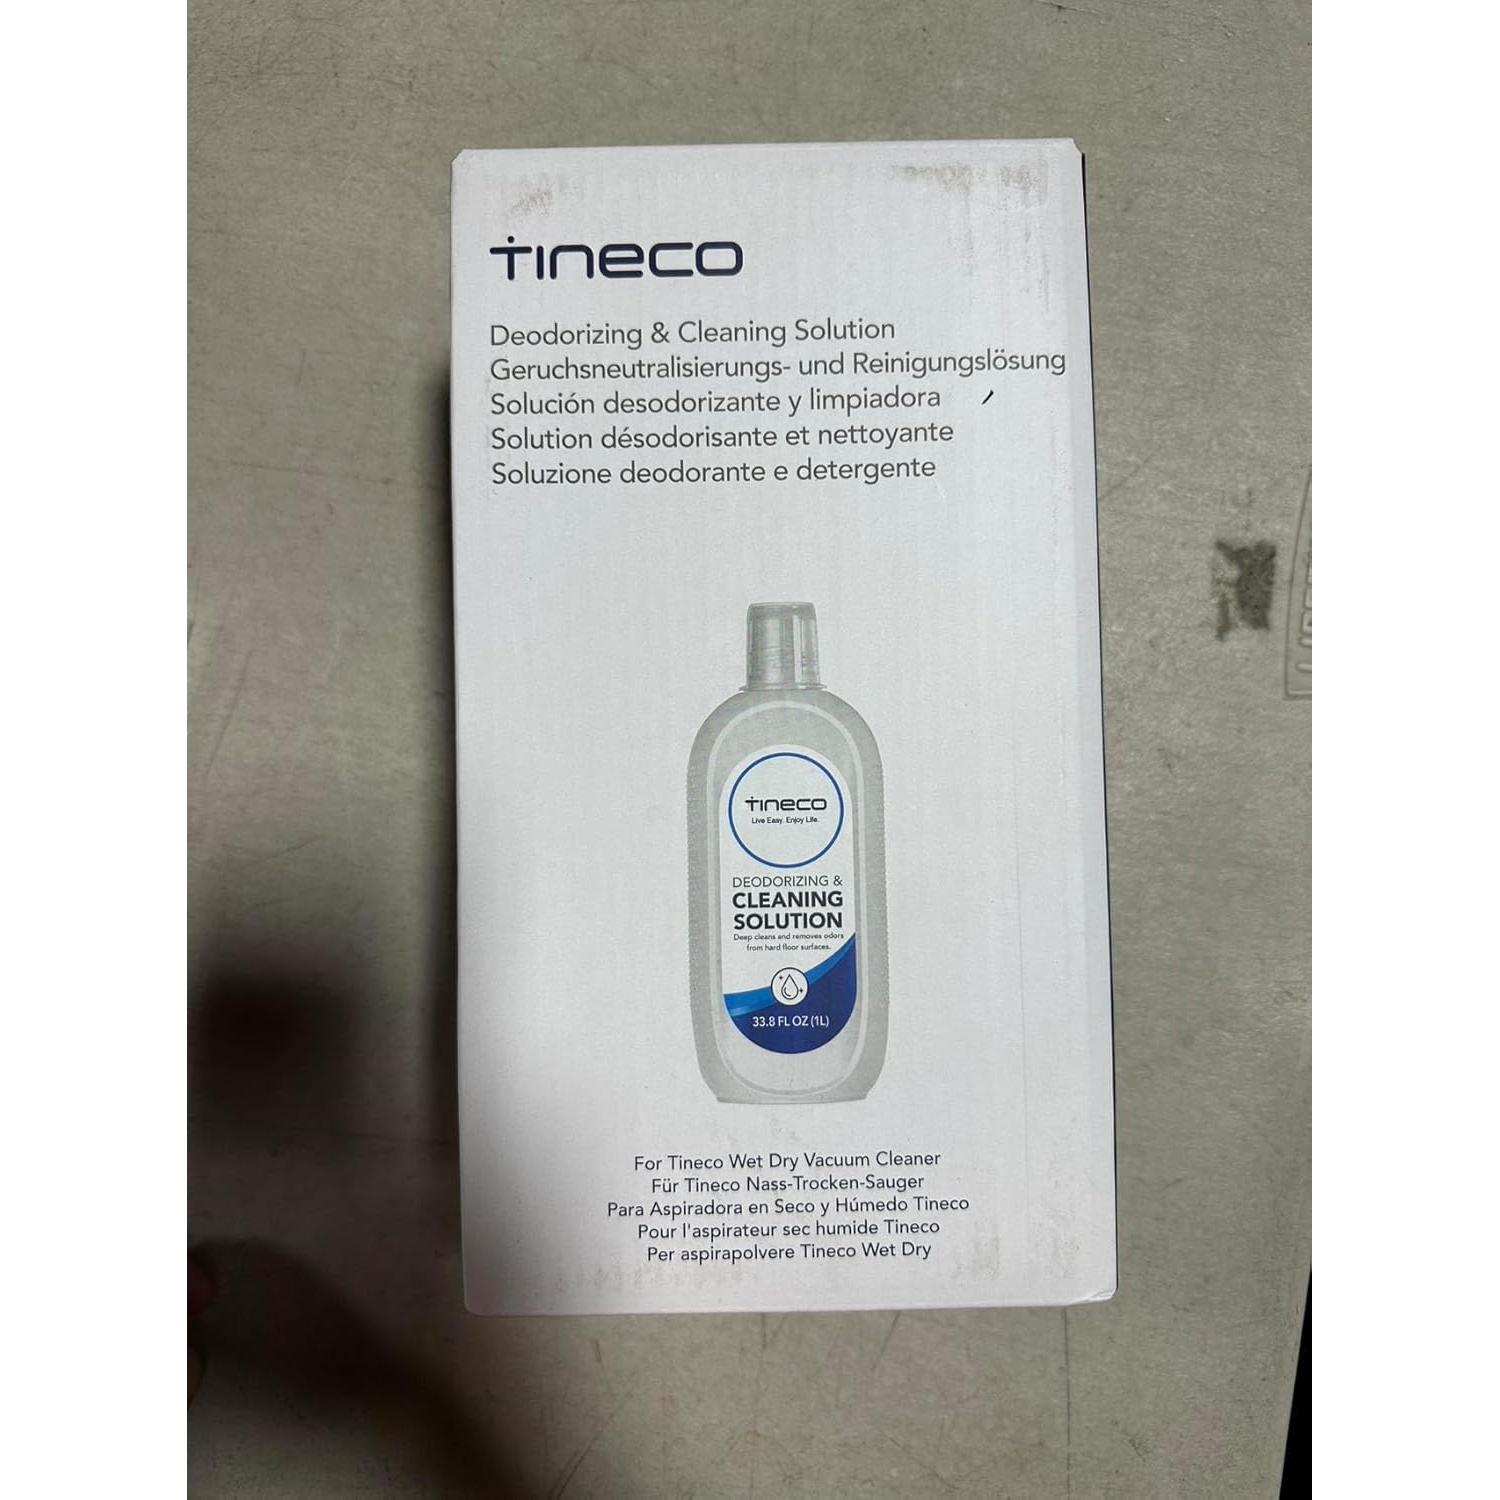 Tineco
Deodorizing & Cleaning Solution
Geruchsneutralisierungs- und Reinigungslösung
Solución desodorizante y limpiadora
Solution désodorisante et nettoyante
Soluzione deodorante e detergente
Tineco
Live Easy. Enjoy Life.
DEODORIZING &
CLEANING
SOLUTION
Deep cleans and removes odors
from hard floor surfaces.
33.8 FL OZ (1L)
For Tineco Wet Dry Vacuum Cleaner
Für Tineco Nass-Trocken-Sauger
Para Aspiradora en Seco y Húmedo Tineco
Pour l'aspirateur sec humide Tineco
Per aspirapolvere Tineco Wet Dry